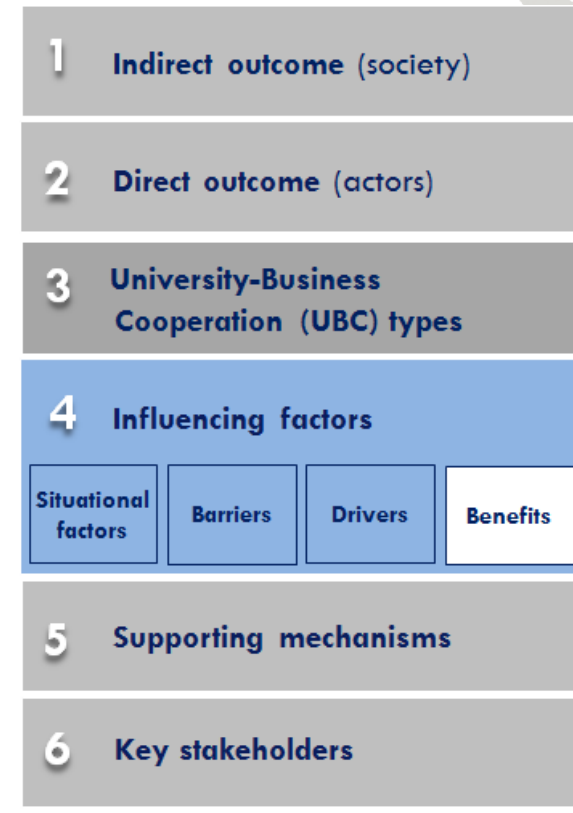 1 Indirect outcome (society)
2 Direct outcome (actors)
3 University-Business
Cooperation (UBC) types
4 Influencing factors
Situational
factors
Barriers
Drivers
Benefits
5 Supporting mechanisms
6 Key stakeholders